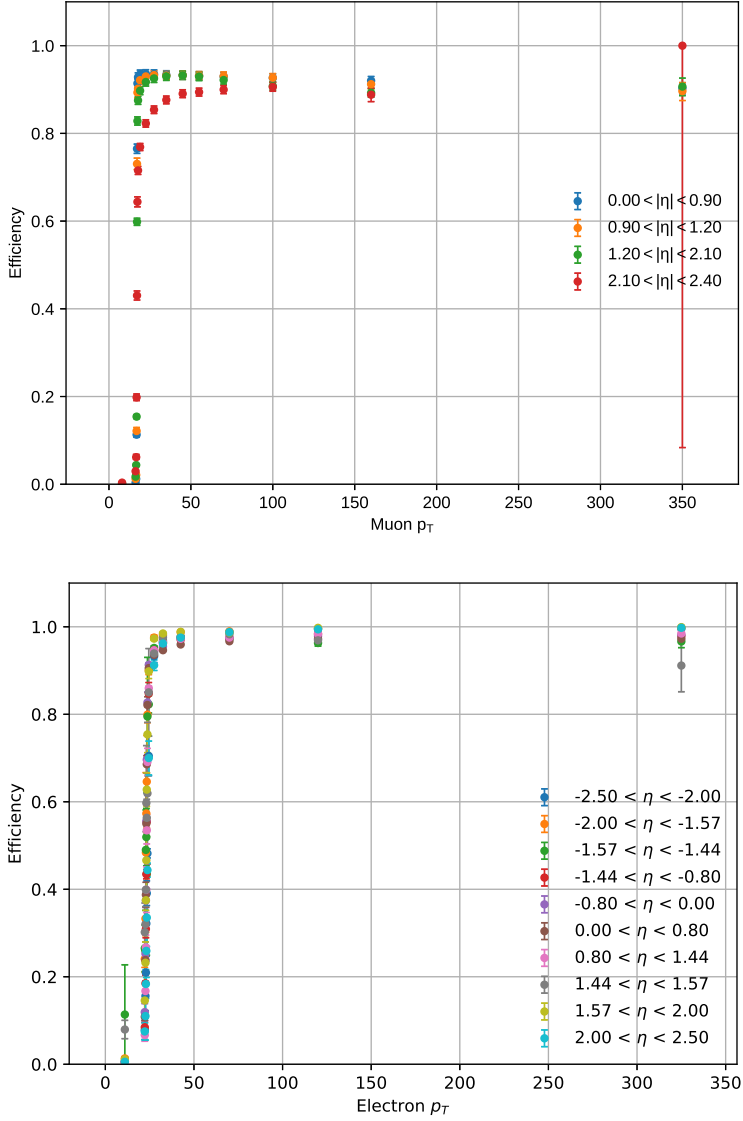 1.0
0.8
0.6
0.4
0.2
0.0
Efficiency
0.00<|η|<0.90
0.90<|η|<1.20
1.20<|η|<2.10
2.10<|η|<2.40
0 50 100 150 200 250 300 350
Muon p_T
1.0
0.8
0.6
0.4
0.2
0.0
Efficiency
-2.50 < η < -2.00
-2.00 < η < -1.57
-1.57 < η < -1.44
-1.44 < η < -0.80
-0.80 < η < 0.00
0.00 < η < 0.80
0.80 < η < 1.44
1.44 < η < 1.57
1.57 < η < 2.00
2.00 < η < 2.50
0 50 100 150 200 250 300 350
Electron p_T